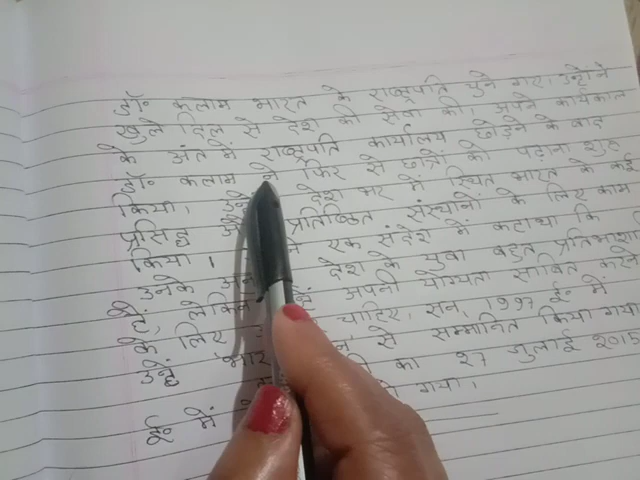 डॉ॰ कलाम भारत के राष्ट्रपति चुने गए। उन्होंने
खुले दिल से देश की सेवा की। अपने कार्यकाल
के अंत में राष्ट्रपति कार्यालय छोड़ने के बाद
डॉ॰ कलाम ने फिर से छात्रों को पढ़ाना शुरू
किया। देश भर में स्थित भारत के कई
प्रसिद्ध प्रतिष्ठित संस्थानों के लिए काम
किया। ने एक संदेश में कहा था कि
उनके देश के युवा बहुत प्रतिभाशाली
हैं, लेकिन अपनी योग्यता साबित करने
के लिए चाहिए, सन् 1997 ई॰ में
उन्हें भार से सम्मानित किया गया
का 27 जुलाई 2015
ई॰ में गया।